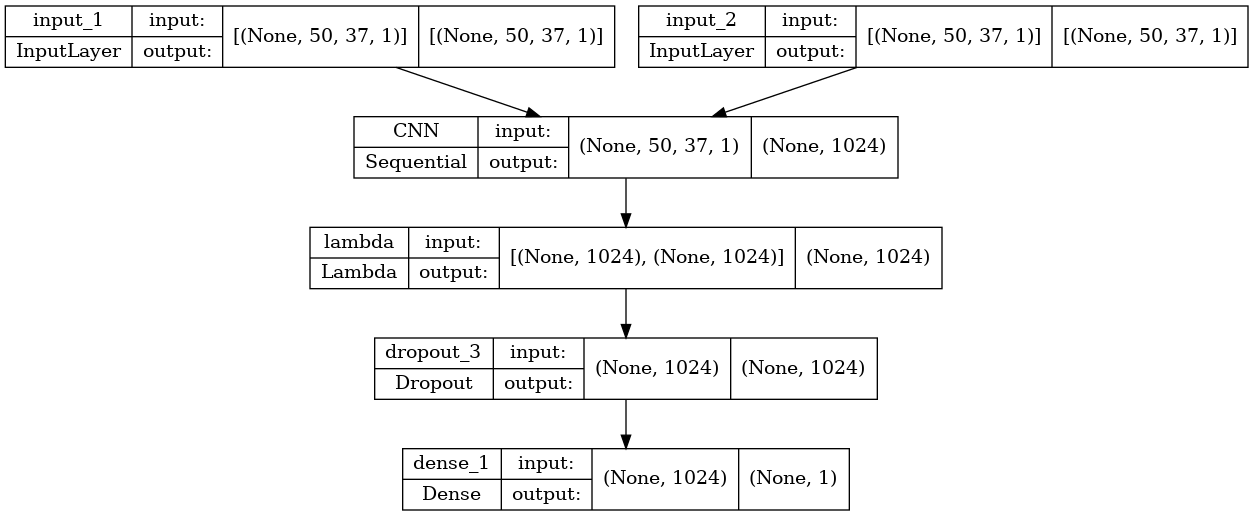 input_1 input: [(None, 50, 37, 1)] [(None, 50, 37, 1)]
InputLayer output:
input_2 input: [(None, 50, 37, 1)] [(None, 50, 37, 1)]
InputLayer output:
CNN input: (None, 50, 37, 1) (None, 1024)
Sequential output:
lambda input: [(None, 1024), (None, 1024)] (None, 1024)
Lambda output:
dropout_3 input: (None, 1024) (None, 1024)
Dropout output:
dense_1 input: (None, 1024) (None, 1)
Dense output: